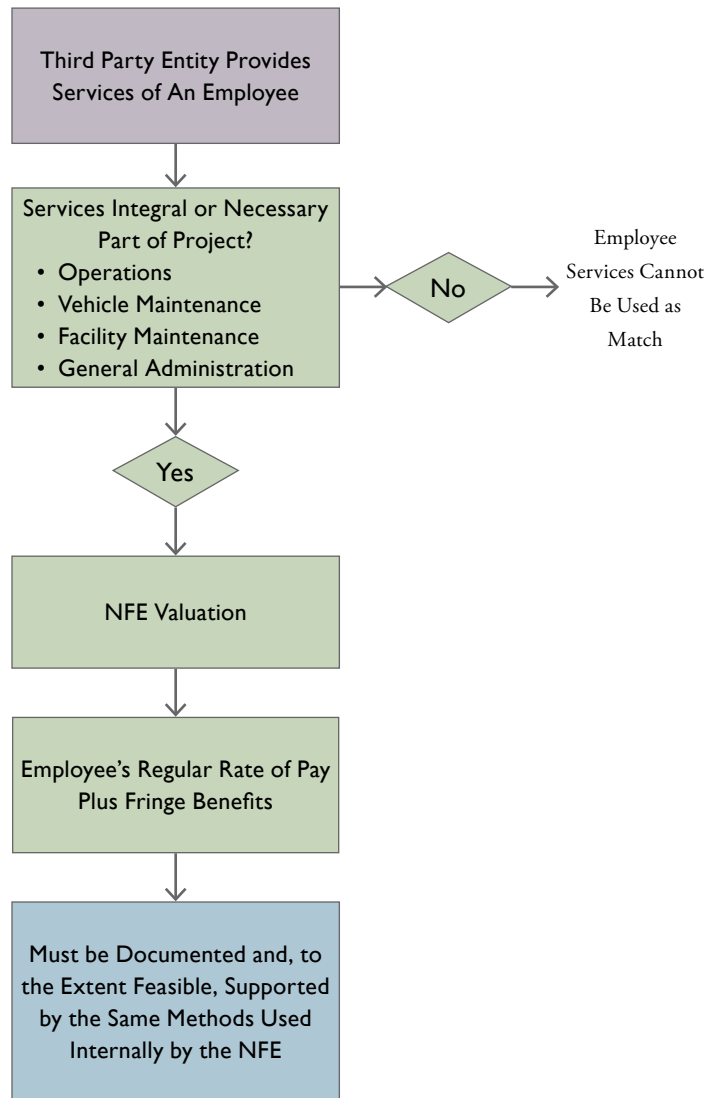 Third Party Entity Provides
Services of An Employee
Services Integral or Necessary
Part of Project?
• Operations
• Vehicle Maintenance
• Facility Maintenance
• General Administration
No
Employee
Services Cannot
Be Used as
Match
Yes
NFE Valuation
Employee’s Regular Rate of Pay
Plus Fringe Benefits
Must be Documented and, to
the Extent Feasible, Supported
by the Same Methods Used
Internally by the NFE